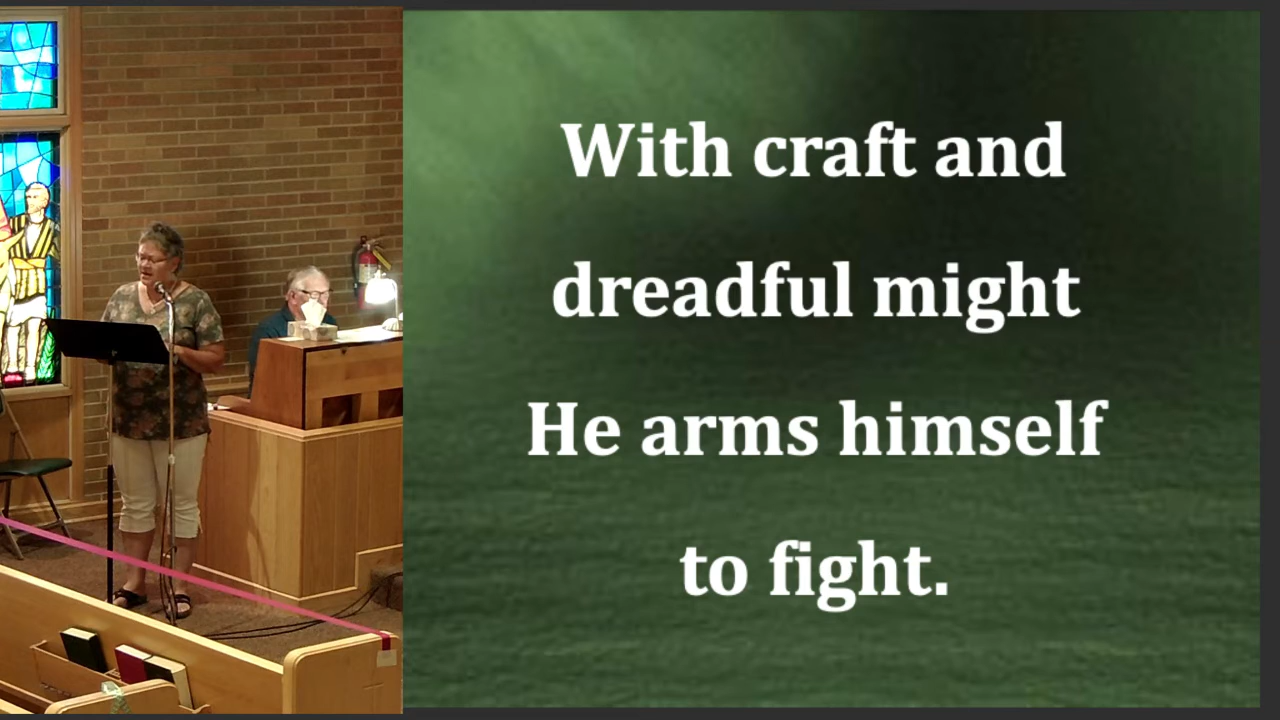 With craft and
dreadful might
He arms himself
to fight.